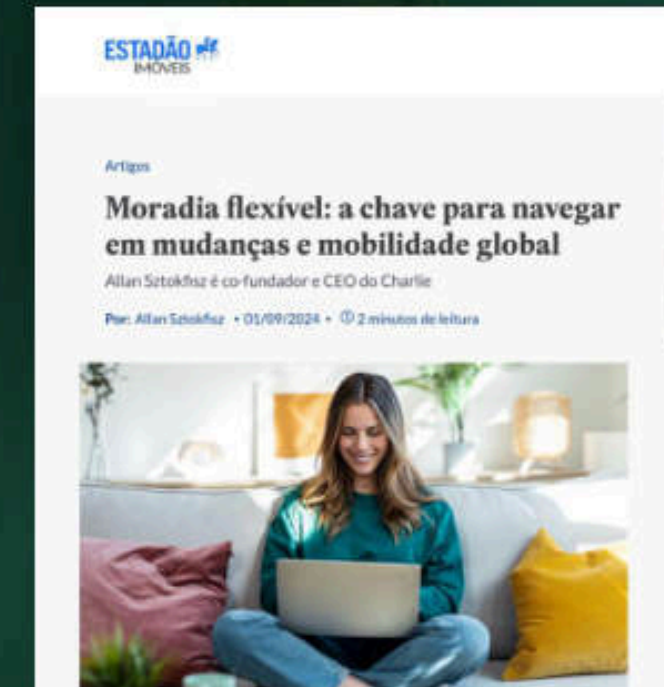 ESTADÃO
IMÓVEIS
Artigos
Moradia flexível: a chave para navegar
em mudanças e mobilidade global
Allan Sztokfisz é co-fundador e CEO do Charlie
Por: Allan Sztokfisz • 01/09/2024 • 2 minutos de leitura